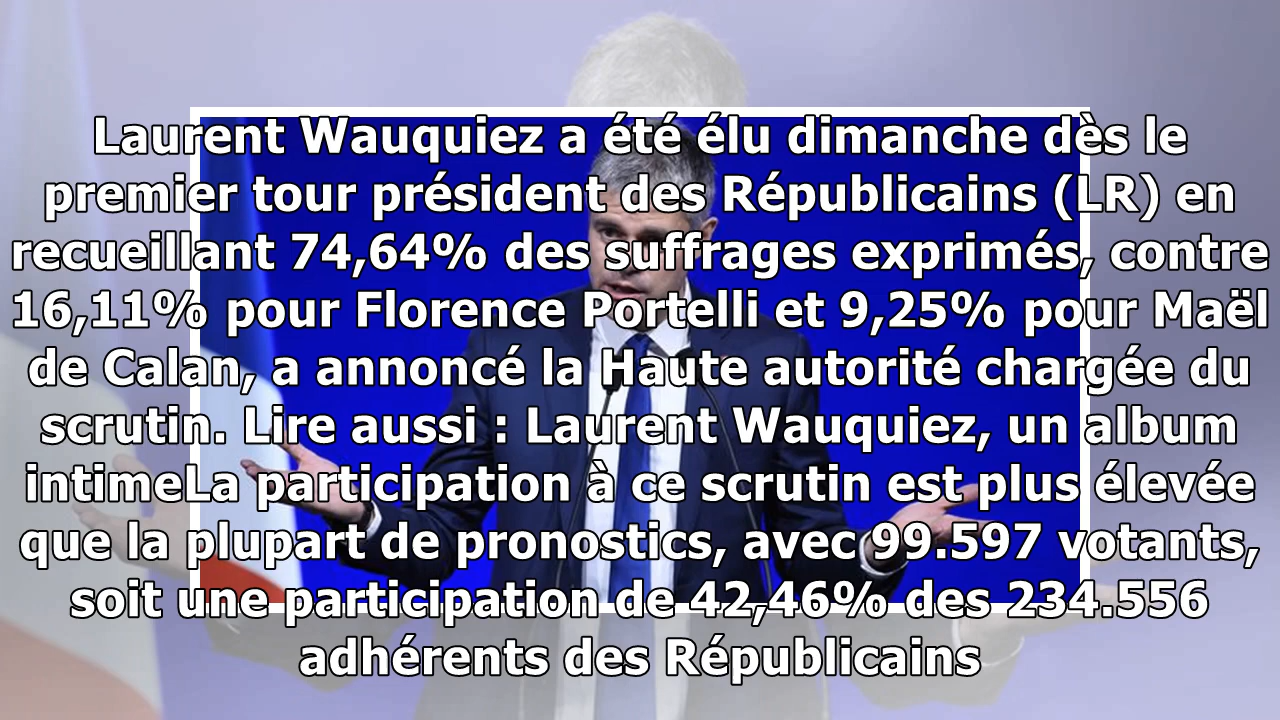 Laurent Wauquiez a été élu dimanche dès le
premier tour président des Républicains (LR) en
recueillant 74,64% des suffrages exprimés, contre
16,11% pour Florence Portelli et 9,25% pour Maël
de Calan, a annoncé la Haute autorité chargée du
scrutin. Lire aussi : Laurent Wauquiez, un album
intimeLa participation à ce scrutin est plus élevée
que la plupart de pronostics, avec 99.597 votants,
soit une participation de 42,46% des 234.556
adhérents des Républicains